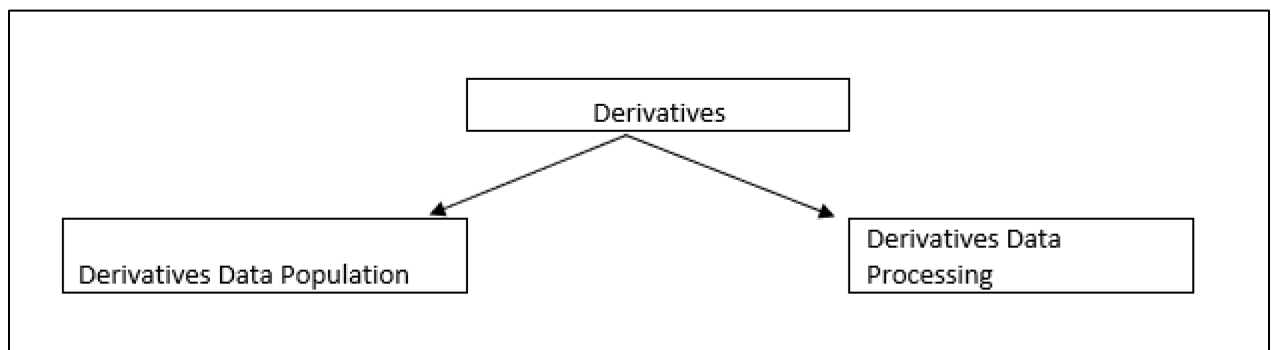 Derivatives
Derivatives Data Population
Derivatives Data
Processing